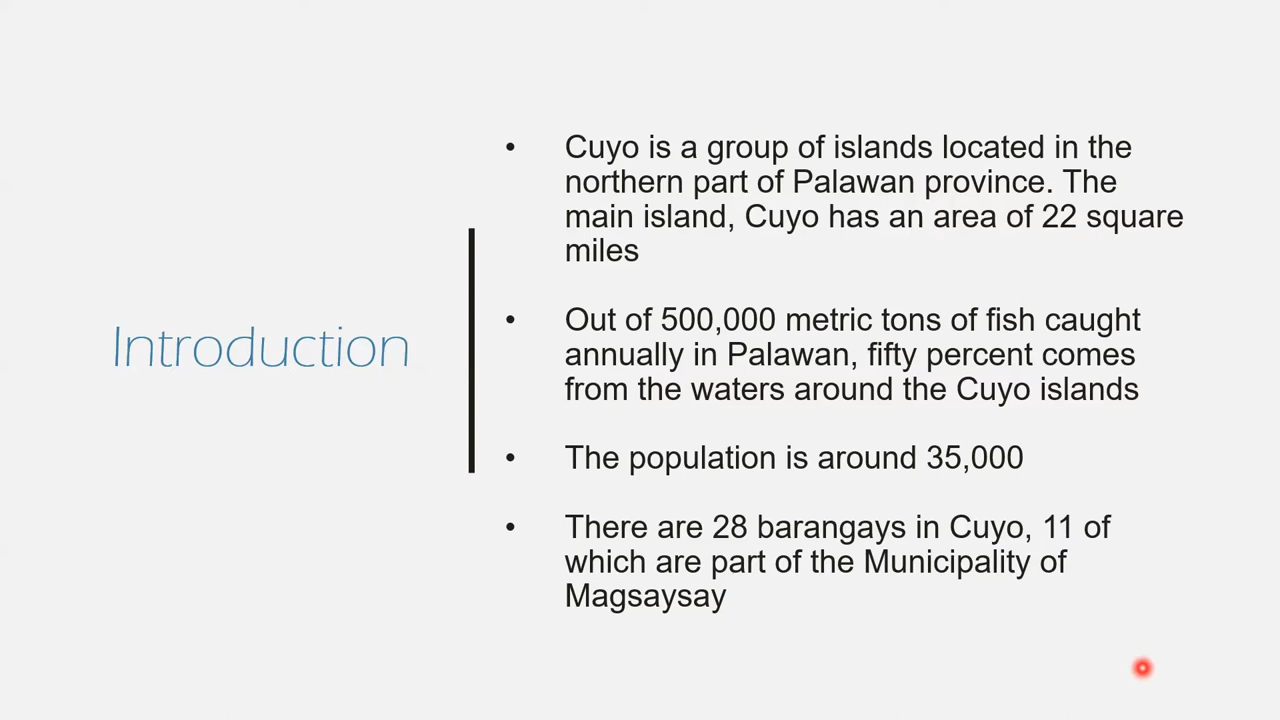 Introduction
• Cuyo is a group of islands located in the
northern part of Palawan province. The
main island, Cuyo has an area of 22 square
miles
• Out of 500,000 metric tons of fish caught
annually in Palawan, fifty percent comes
from the waters around the Cuyo islands
• The population is around 35,000
• There are 28 barangays in Cuyo, 11 of
which are part of the Municipality of
Magsaysay